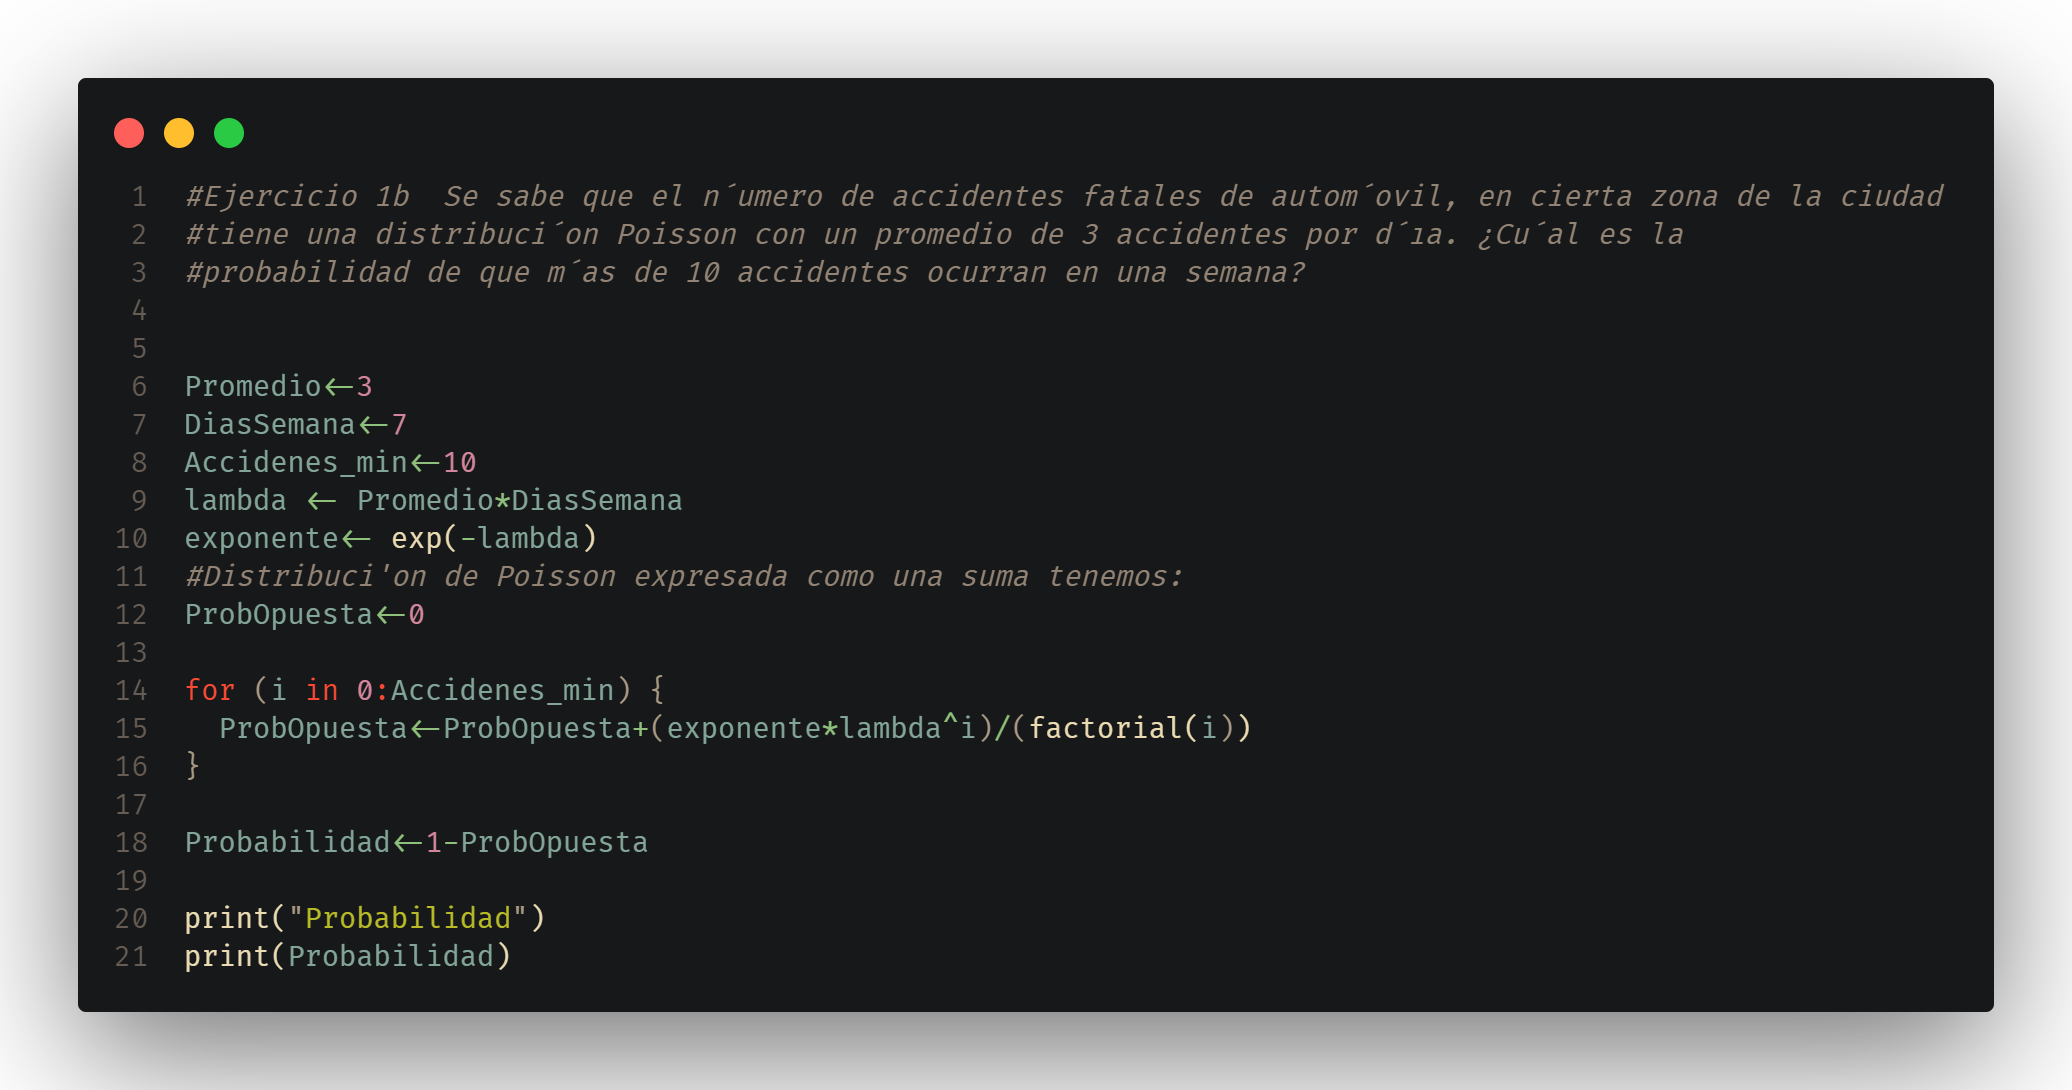 1 #Ejercicio 1b  Se sabe que el n´umero de accidentes fatales de autom´ovil, en cierta zona de la ciudad
2 #tiene una distribuci´on Poisson con un promedio de 3 accidentes por d´ıa. ¿Cu´al es la
3 #probabilidad de que m´as de 10 accidentes ocurran en una semana?
4
5
6 Promedio<-3
7 DiasSemana<-7
8 Accidenes_min<-10
9 lambda <- Promedio*DiasSemana
10 exponente<- exp(-lambda)
11 #Distribuci'on de Poisson expresada como una suma tenemos:
12 ProbOpuesta<-0
13
14 for (i in 0:Accidenes_min) {
15   ProbOpuesta<-ProbOpuesta+(exponente*lambda^i)/(factorial(i))
16 }
17
18 Probabilidad<-1-ProbOpuesta
19
20 print("Probabilidad")
21 print(Probabilidad)